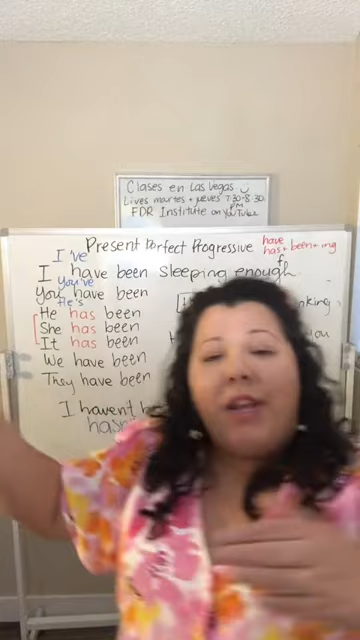 Clases en Las Vegas
Lives martes + jueves 7:30-8:30 pm
FDR Institute on YouTube
Present Perfect Progressive
have
has + been + ing
I've
I have been sleeping enough
You've
You have been
He's
He has been
She has been
It has been
We have been
They have been
you
I haven't